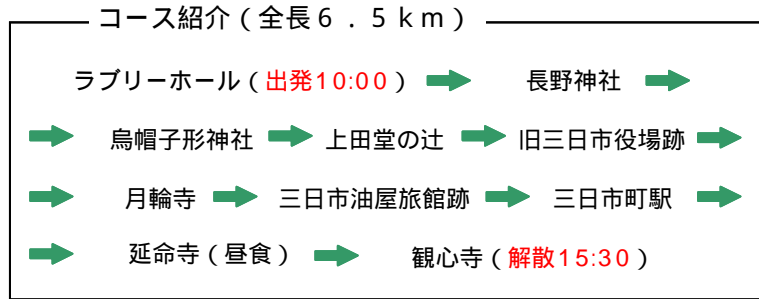 コース紹介（全長６．５ｋｍ）
ラブリーホール（出発10:00） 長野神社
烏帽子形神社 上田堂の辻 旧三日市役場跡
月輪寺 三日市油屋旅館跡 三日市町駅
延命寺（昼食） 観心寺（解散15:30）